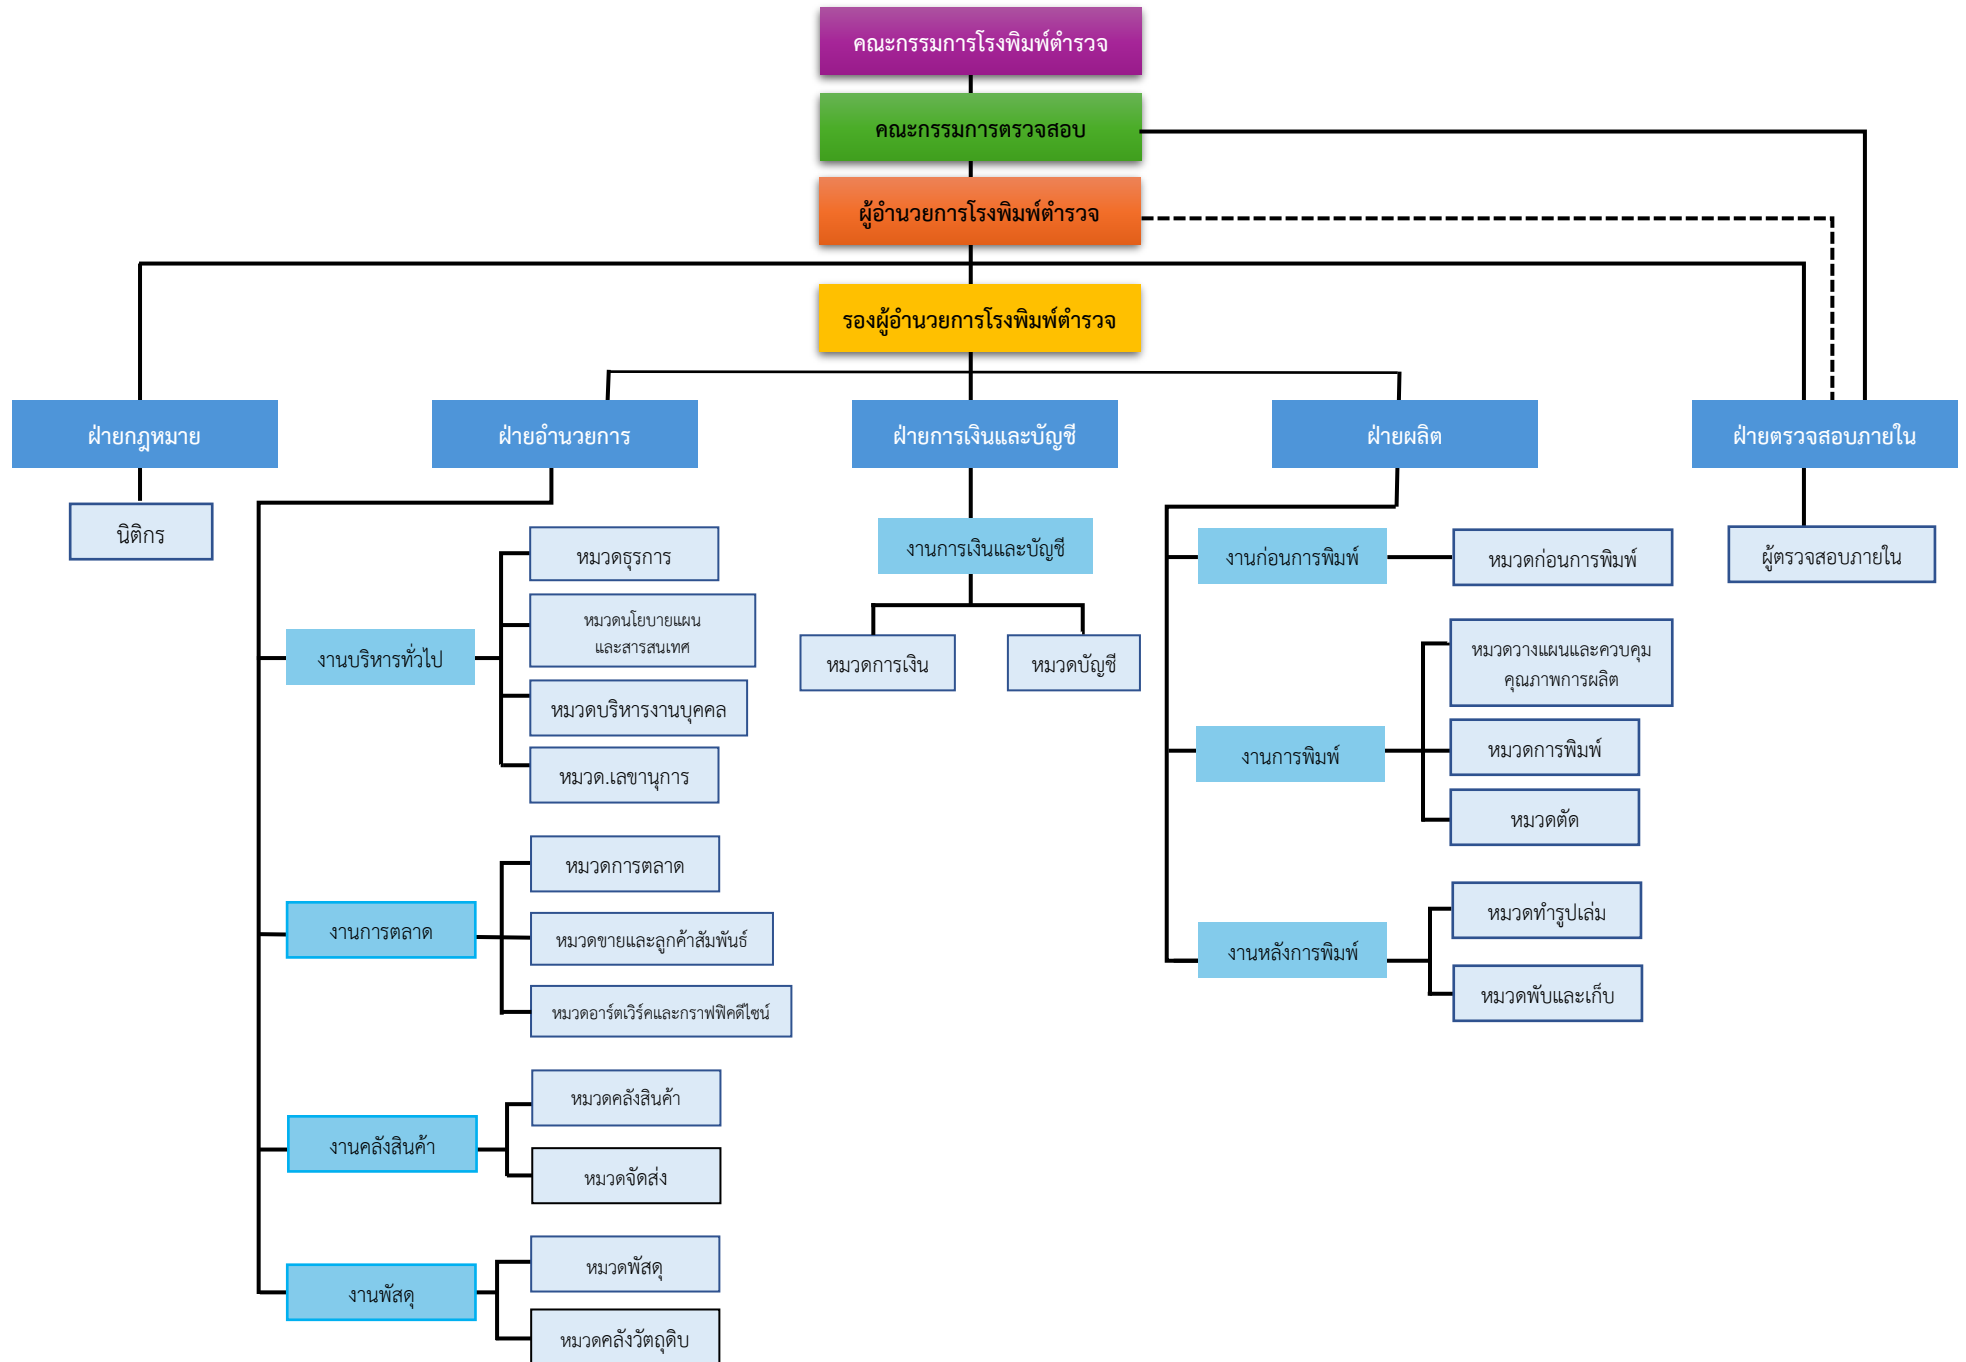 คณะกรรมการโรงพิมพ์ตำรวจ
คณะกรรมการตรวจสอบ
ผู้อำนวยการโรงพิมพ์ตำรวจ
รองผู้อำนวยการโรงพิมพ์ตำรวจ
ฝ่ายกฎหมาย
ฝ่ายอำนวยการ
ฝ่ายการเงินและบัญชี
ฝ่ายผลิต
ฝ่ายตรวจสอบภายใน
นิติกร
งานบริหารทั่วไป
หมวดธุรการ
หมวดนโยบายแผน
และสารสนเทศ
หมวดบริหารงานบุคคล
หมวด.เลขานุการ
งานการตลาด
หมวดการตลาด
หมวดขายและลูกค้าสัมพันธ์
หมวดอาร์ตเวิร์คและกราฟฟิคดีไซน์
งานคลังสินค้า
หมวดคลังสินค้า
หมวดจัดส่ง
งานพัสดุ
หมวดพัสดุ
หมวดคลังวัตถุดิบ
งานการเงินและบัญชี
หมวดการเงิน
หมวดบัญชี
งานก่อนการพิมพ์
หมวดก่อนการพิมพ์
งานการพิมพ์
หมวดวางแผนและควบคุม
คุณภาพการผลิต
หมวดการพิมพ์
หมวดตัด
งานหลังการพิมพ์
หมวดทำรูปเล่ม
หมวดพับและเก็บ
ผู้ตรวจสอบภายใน